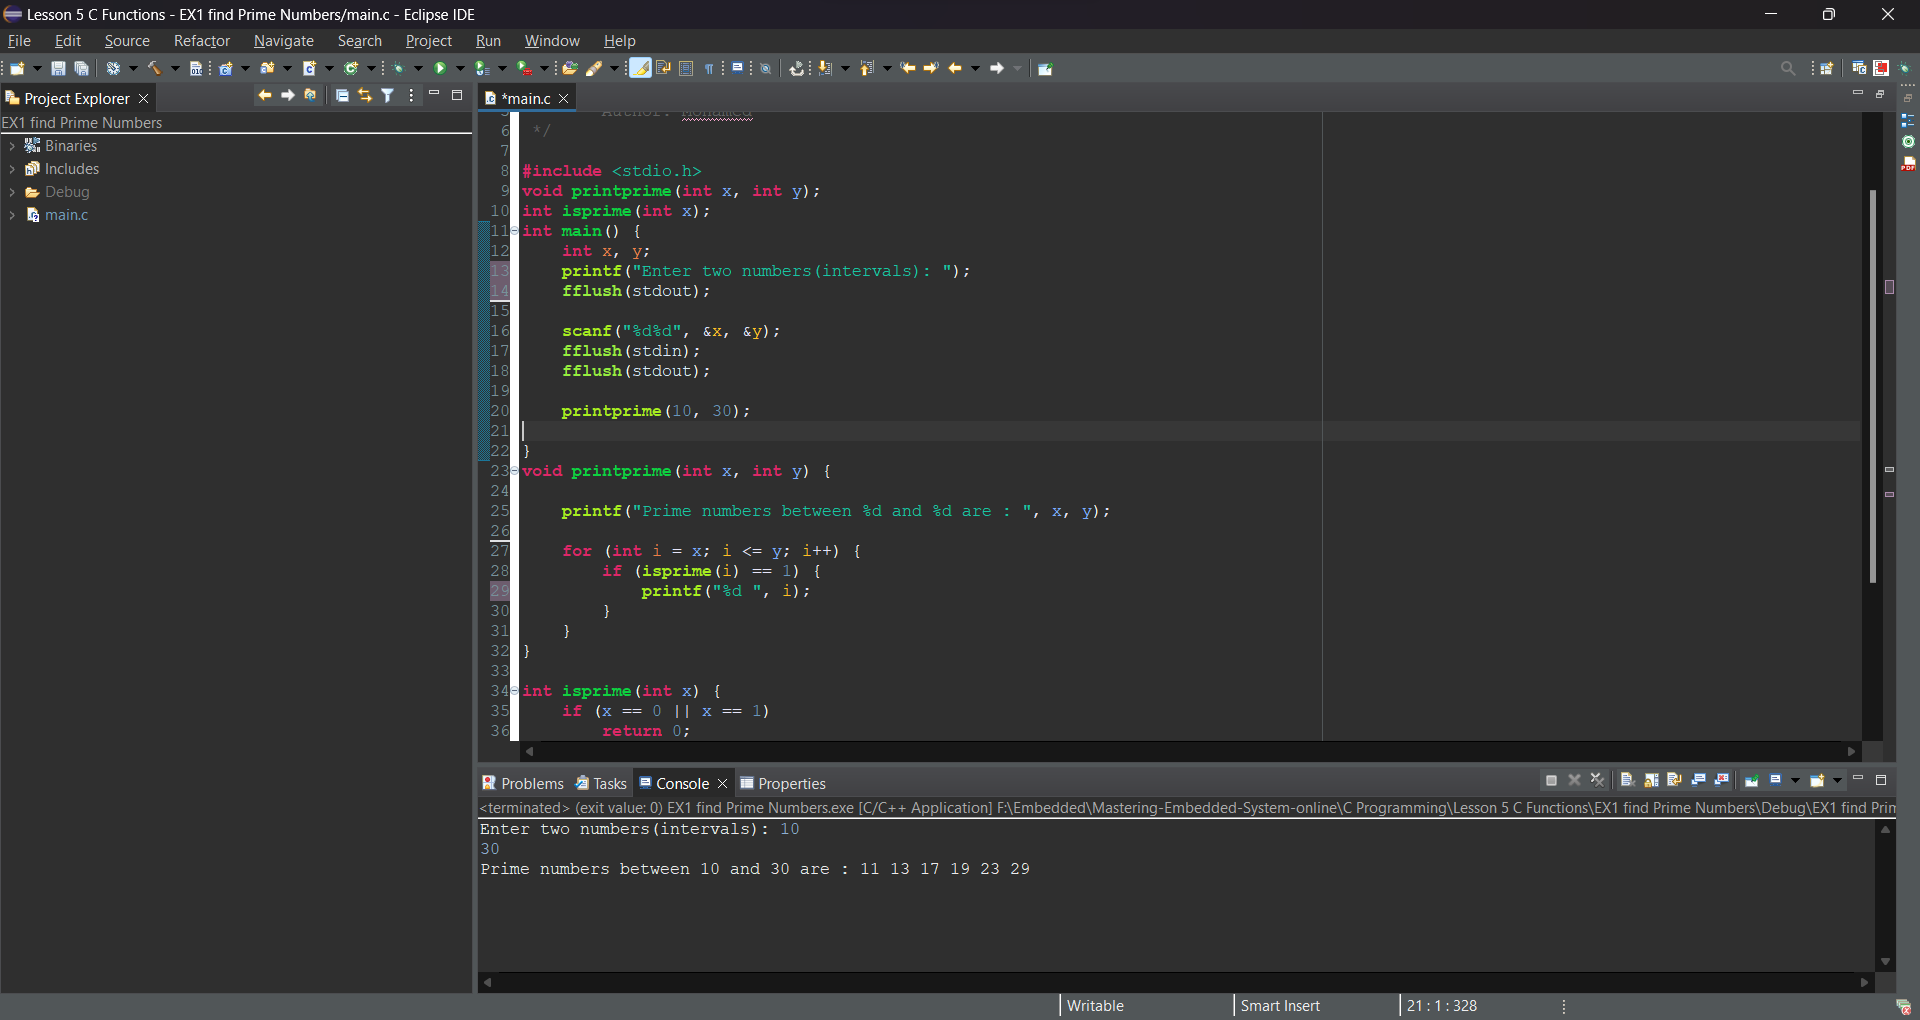 Lesson 5 C Functions - EX1 find Prime Numbers/main.c - Eclipse IDE
File Edit Source Refactor Navigate Search Project Run Window Help
Project Explorer
*main.c
EX1 find Prime Numbers
Binaries
Includes
Debug
main.c
Author: Mohamed
6 */
7
8 #include <stdio.h>
9 void printprime(int x, int y);
10 int isprime(int x);
11 int main() {
12 int x, y;
13 printf("Enter two numbers(intervals): ");
14 fflush(stdout);
15
16 scanf("%d%d", &x, &y);
17 fflush(stdin);
18 fflush(stdout);
19
20 printprime(10, 30);
21
22 }
23 void printprime(int x, int y) {
24
25 printf("Prime numbers between %d and %d are : ", x, y);
26
27 for (int i = x; i <= y; i++) {
28 if (isprime(i) == 1) {
29 printf("%d ", i);
30 }
31 }
32 }
33
34 int isprime(int x) {
35 if (x == 0 || x == 1)
36 return 0;
Problems Tasks Console Properties
<terminated> (exit value: 0) EX1 find Prime Numbers.exe [C/C++ Application] F:\Embedded\Mastering-Embedded-System-online\C Programming\Lesson 5 C Functions\EX1 find Prime Numbers\Debug\EX1 find Prin
Enter two numbers(intervals): 10
30
Prime numbers between 10 and 30 are : 11 13 17 19 23 29
Writable Smart Insert 21 : 1 : 328